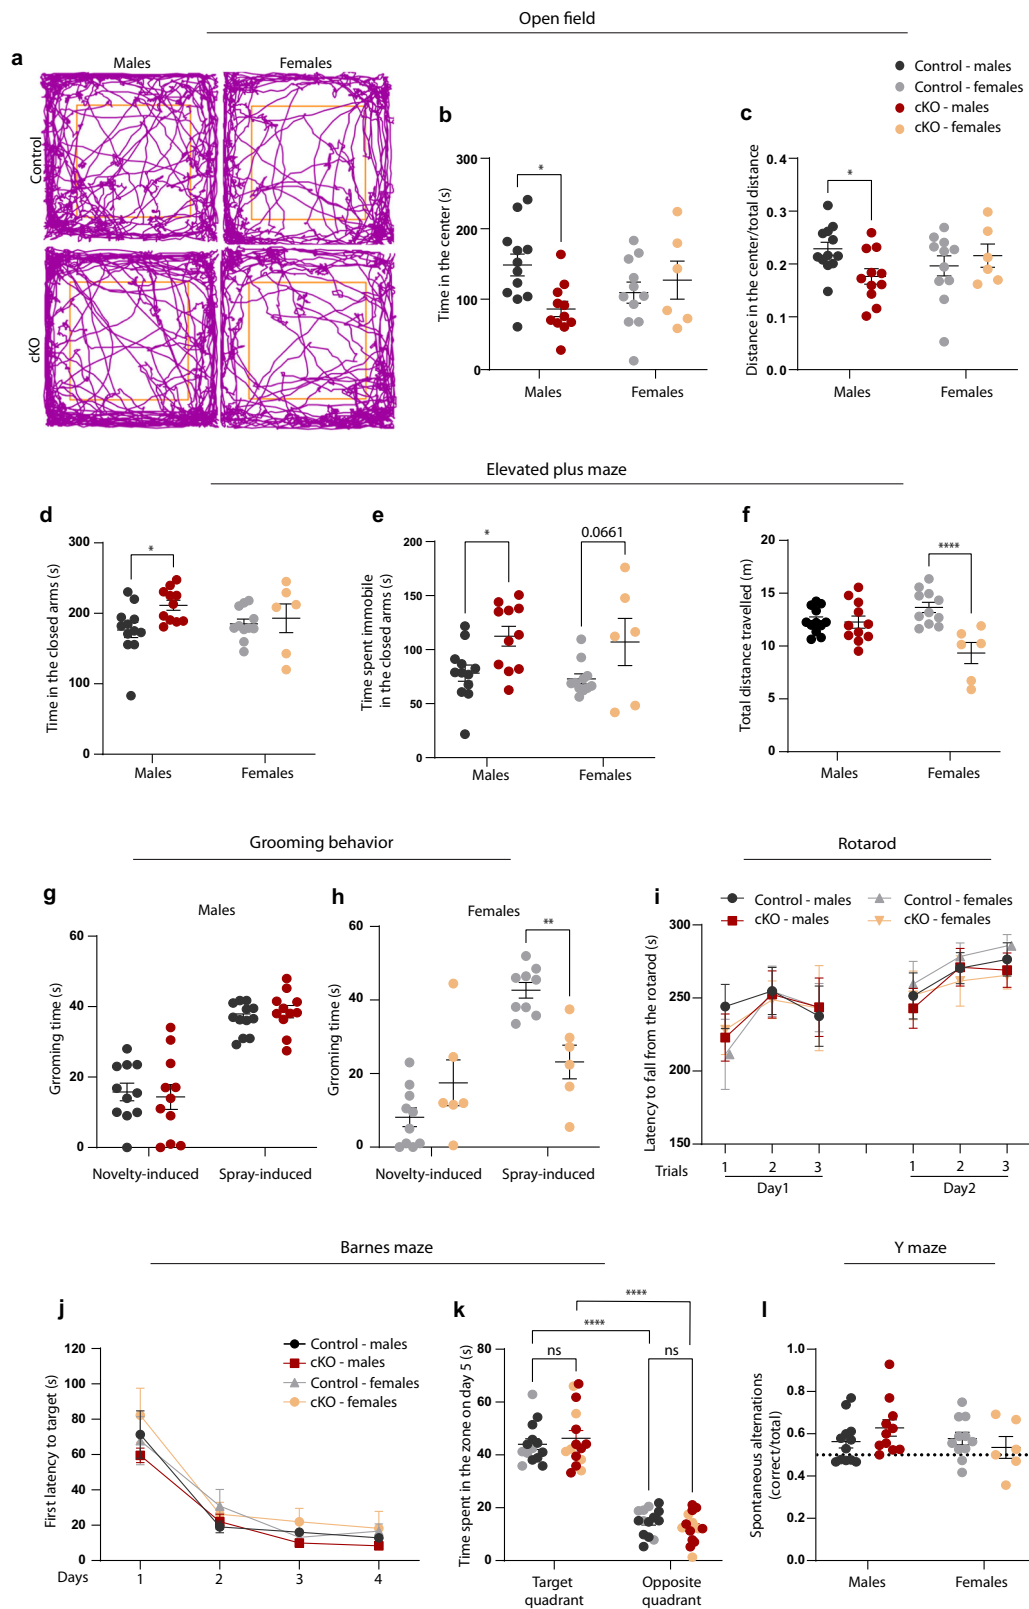 Open field
a
Males
Females
Control
cKO
Control - males
Control - females
cKO - males
cKO - females
b
Time in the center (s)
300
200
100
0
*
Males
Females
c
Distance in the center/total distance
0.4
0.3
0.2
0.1
0.0
*
Males
Females
Elevated plus maze
d
Time in the closed arms (s)
300
200
100
0
*
Males
Females
e
Time spent immobile
in the closed arms (s)
200
150
100
50
0
*
0.0661
Males
Females
f
Total distance travelled (m)
20
15
10
5
0
****
Males
Females
Grooming behavior
g
Males
Grrooming time (s)
60
40
20
0
Novelty-induced
Spray-induced
h
Females
Grrooming time (s)
60
40
20
0
**
Novelty-induced
Spray-induced
Rotarod
i
Control - males
cKO - males
Control - females
cKO - females
Latency to fall from the rotarod (s)
300
250
200
150
Trials
1
2
3
1
2
3
Day1
Day2
Barnes maze
j
Control - males
cKO - males
Control - females
cKO - females
First latency to target (s)
120
100
80
60
40
20
0
Days
1
2
3
4
k
Time spent in the zone on day 5 (s)
80
60
40
20
0
****
****
ns
ns
Target
quadrant
Opposite
quadrant
Y maze
l
Spontaneous alternations
(correct/total)
1.0
0.8
0.6
0.4
0.2
0.0
Males
Females